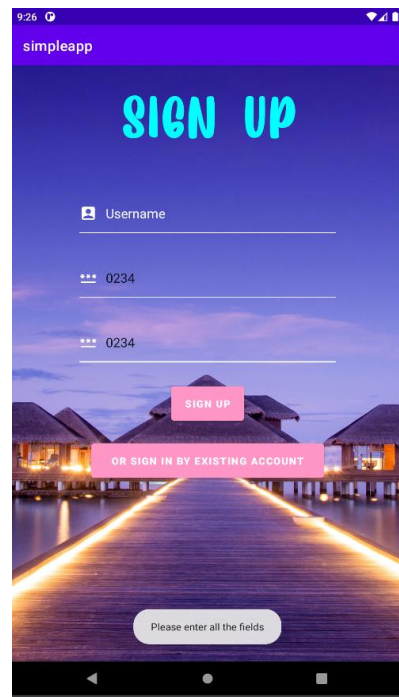 9:26
simpleapp
SIGN UP
Username
0234
0234
SIGN UP
OR SIGN IN BY EXISTING ACCOUNT
Please enter all the fields